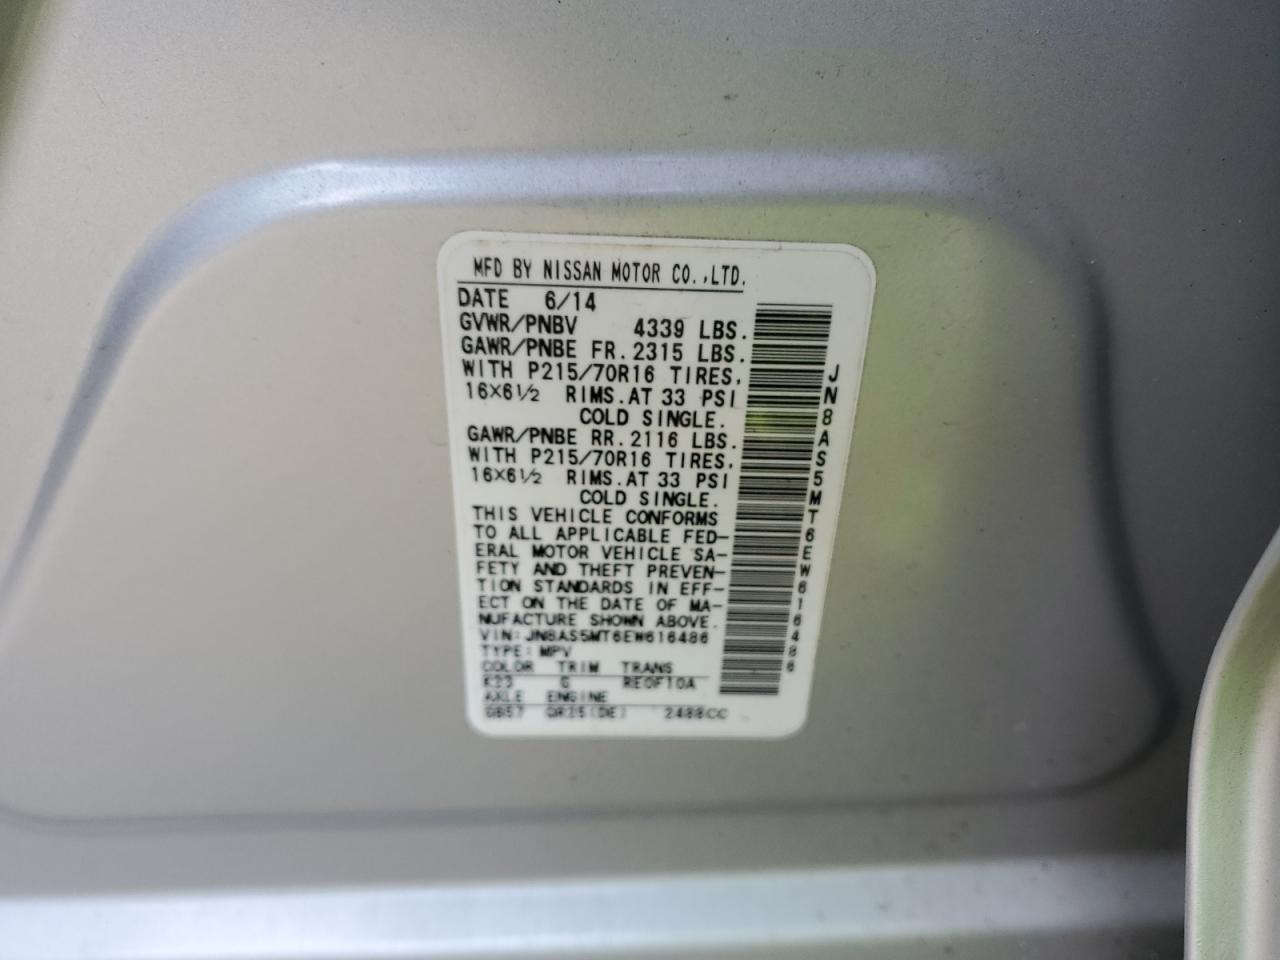 MFD BY NISSAN MOTOR CO.,LTD.
DATE 6/14
GVWR/PNBV 4339 LBS.
GAWR/PNBE FR. 2315 LBS.
WITH P215/70R16 TIRES,
16X6½ RIMS.AT 33 PSI
COLD SINGLE.
GAWR/PNBE RR. 2116 LBS.
WITH P215/70R16 TIRES,
16X6½ RIMS.AT 33 PSI
COLD SINGLE.
THIS VEHICLE CONFORMS
TO ALL APPLICABLE FED-
ERAL MOTOR VEHICLE SA-
FETY AND THEFT PREVEN-
TION STANDARDS IN EFF-
ECT ON THE DATE OF MA-
NUFACTURE SHOWN ABOVE.
VIN:JN8AS5MT6EW616486
TYPE:MPV
COLOR TRIM TRANS
K23 G RE0F10A
AXLE ENGINE
GB57 QR25(DE) 2488CC
JN8AS5MT6EW616486